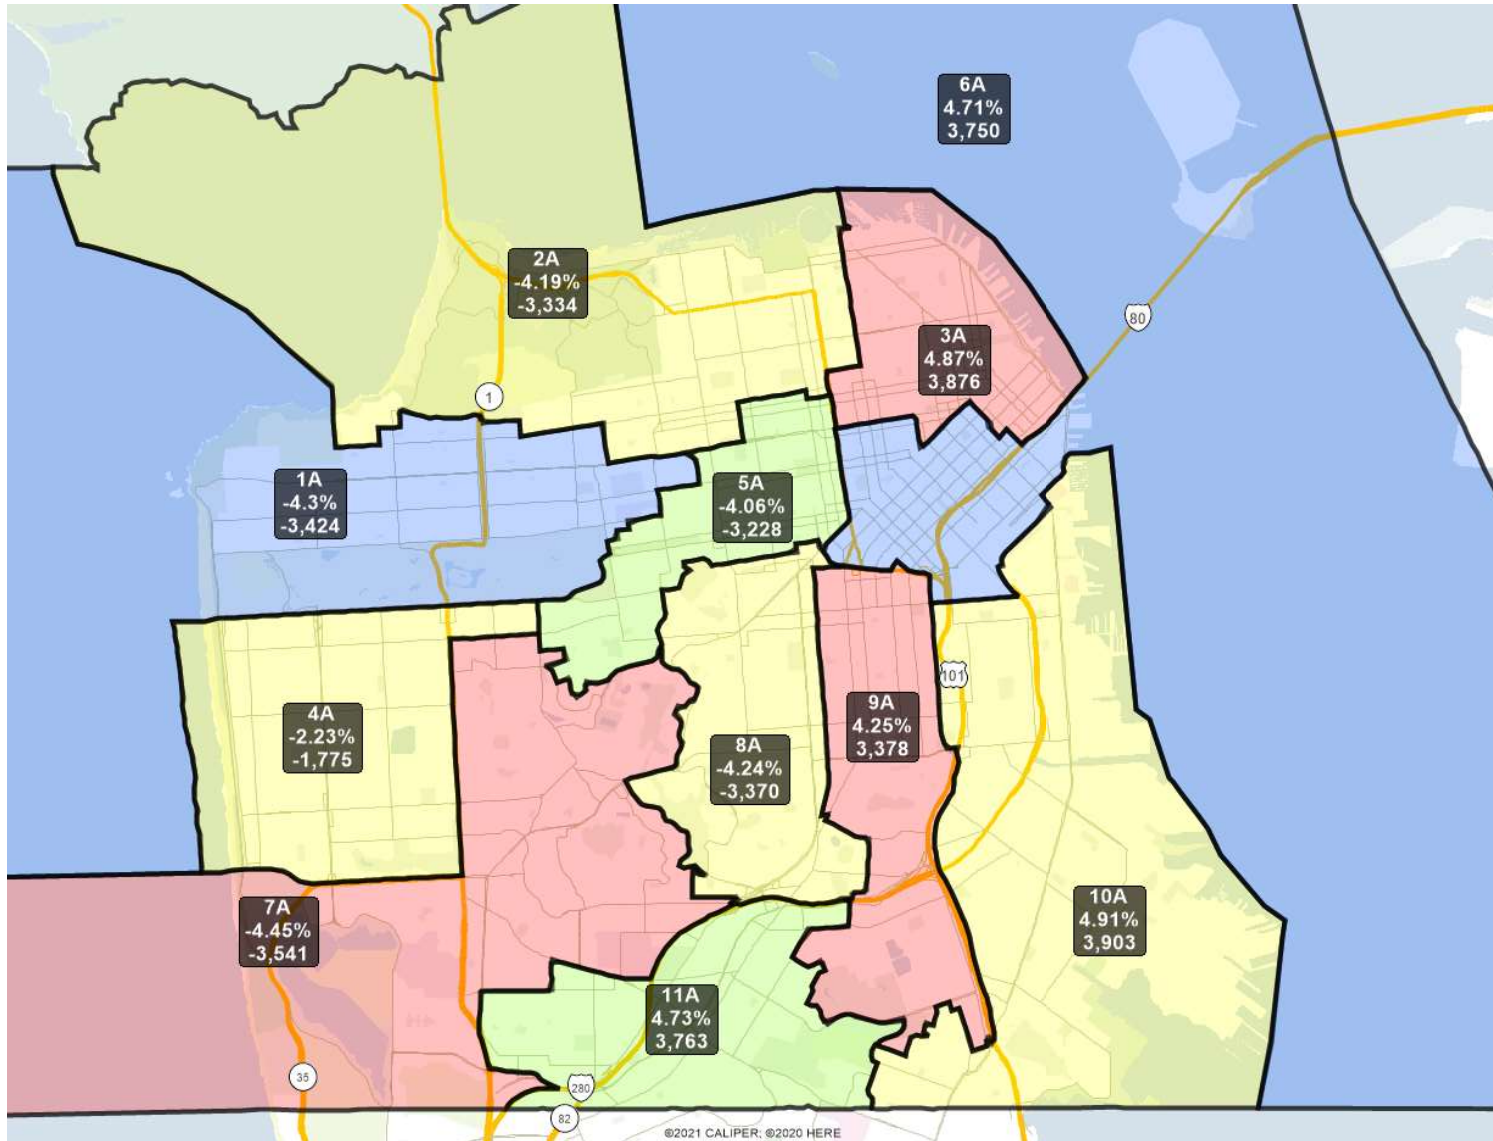 6A
4.71%
3,750
2A
-4.19%
-3,334
80
3A
4.87%
3,876
1
1A
-4.3%
-3,424
5A
-4.06%
-3,228
101
4A
-2.23%
-1,775
9A
4.25%
3,378
8A
-4.24%
-3,370
7A
-4.45%
-3,541
10A
4.91%
3,903
11A
4.73%
3,763
35
280
82
©2021 CALIPER; ©2020 HERE